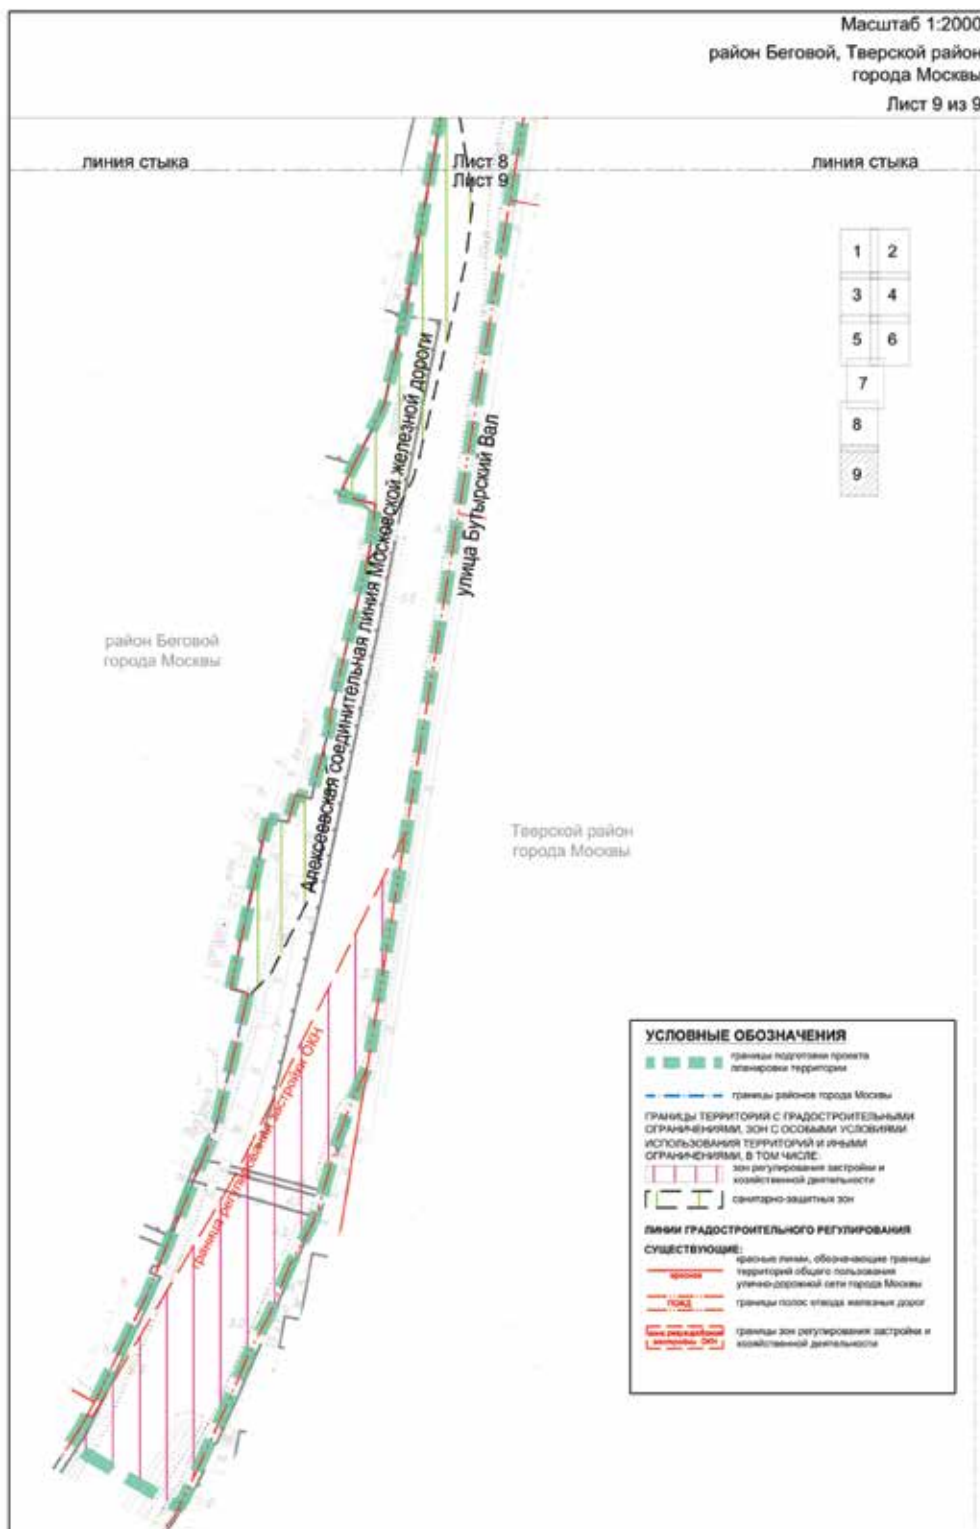 Масштаб 1:2000
район Беговой, Тверской район
города Москвы
Лист 9 из 9
линия стыка
Лист 8
Лист 9
линия стыка
1 2
3 4
5 6
7
8
9
Алексеевская соединительная линия Московской железной дороги
улица Бутырский Вал
район Беговой
города Москвы
Тверской район
города Москвы
граница регулирования застройки ОКН
УСЛОВНЫЕ ОБОЗНАЧЕНИЯ
границы подготовки проекта
планировки территории
границы районов города Москвы
ГРАНИЦЫ ТЕРРИТОРИЙ С ГРАДОСТРОИТЕЛЬНЫМИ
ОГРАНИЧЕНИЯМИ, ЗОН С ОСОБЫМИ УСЛОВИЯМИ
ИСПОЛЬЗОВАНИЯ ТЕРРИТОРИЙ И ИНЫМИ
ОГРАНИЧЕНИЯМИ, В ТОМ ЧИСЛЕ:
зон регулирования застройки и
хозяйственной деятельности
санитарно-защитных зон
ЛИНИИ ГРАДОСТРОИТЕЛЬНОГО РЕГУЛИРОВАНИЯ
СУЩЕСТВУЮЩИЕ:
красные линии, обозначающие границы
территорий общего пользования
улично-дорожной сети города Москвы
красная
ПОЖД
границы полос отвода железных дорог
границы зон регулирования застройки и
хозяйственной деятельности